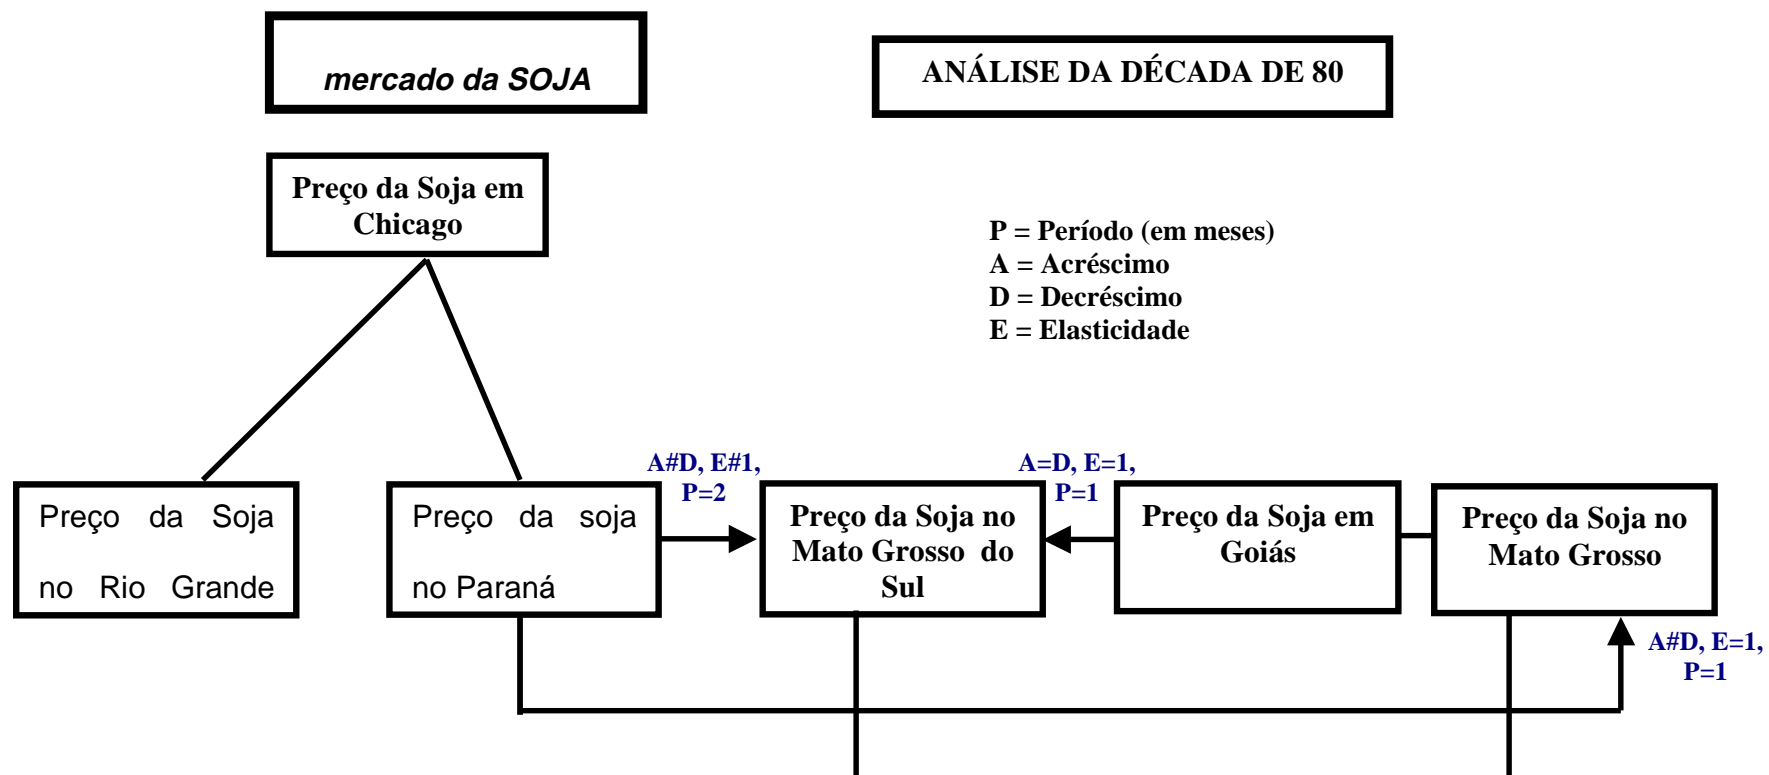 mercado da SOJA
ANÁLISE DA DÉCADA DE 80
Preço da Soja em
Chicago
P = Período (em meses)
A = Acréscimo
D = Decréscimo
E = Elasticidade
A#D, E#1,
P=2
A=D, E=1,
P=1
Preço da Soja
no Rio Grande
Preço da soja
no Paraná
Preço da Soja no
Mato Grosso do
Sul
Preço da Soja em
Goiás
Preço da Soja no
Mato Grosso
A#D, E=1,
P=1